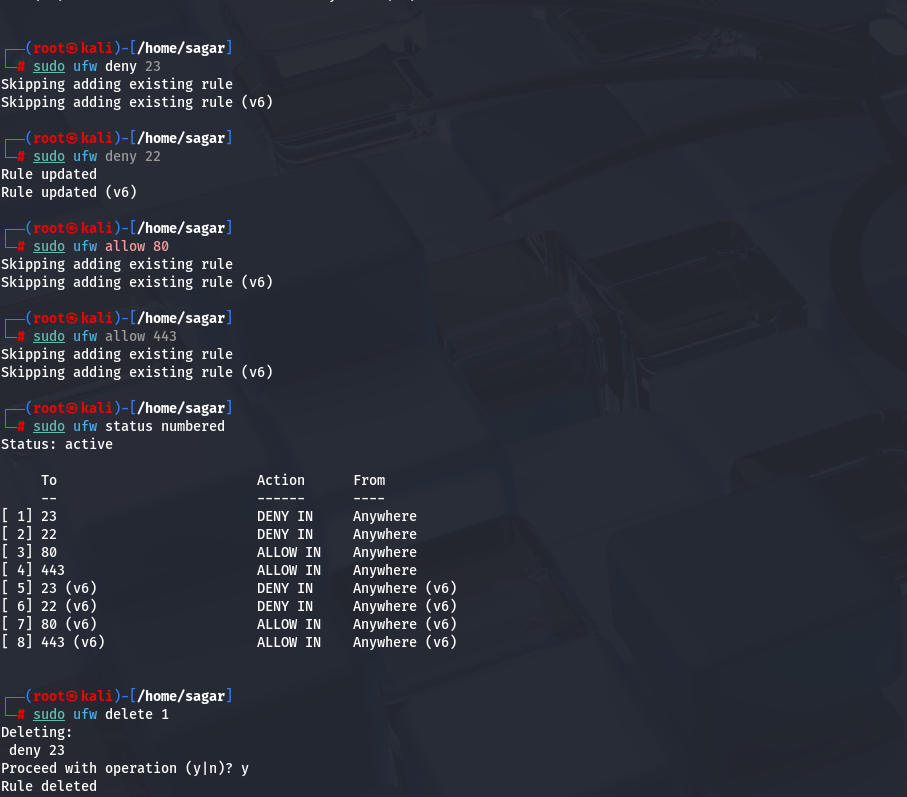 ┌──(root㉿kali)-[/home/sagar]
└─# sudo ufw deny 23
Skipping adding existing rule
Skipping adding existing rule (v6)
┌──(root㉿kali)-[/home/sagar]
└─# sudo ufw deny 22
Rule updated
Rule updated (v6)
┌──(root㉿kali)-[/home/sagar]
└─# sudo ufw allow 80
Skipping adding existing rule
Skipping adding existing rule (v6)
┌──(root㉿kali)-[/home/sagar]
└─# sudo ufw allow 443
Skipping adding existing rule
Skipping adding existing rule (v6)
┌──(root㉿kali)-[/home/sagar]
└─# sudo ufw status numbered
Status: active
     To                         Action      From
     --                         ------      ----
[ 1] 23                         DENY IN     Anywhere
[ 2] 22                         DENY IN     Anywhere
[ 3] 80                         ALLOW IN    Anywhere
[ 4] 443                        ALLOW IN    Anywhere
[ 5] 23 (v6)                    DENY IN     Anywhere (v6)
[ 6] 22 (v6)                    DENY IN     Anywhere (v6)
[ 7] 80 (v6)                    ALLOW IN    Anywhere (v6)
[ 8] 443 (v6)                   ALLOW IN    Anywhere (v6)
┌──(root㉿kali)-[/home/sagar]
└─# sudo ufw delete 1
Deleting:
 deny 23
Proceed with operation (y|n)? y
Rule deleted